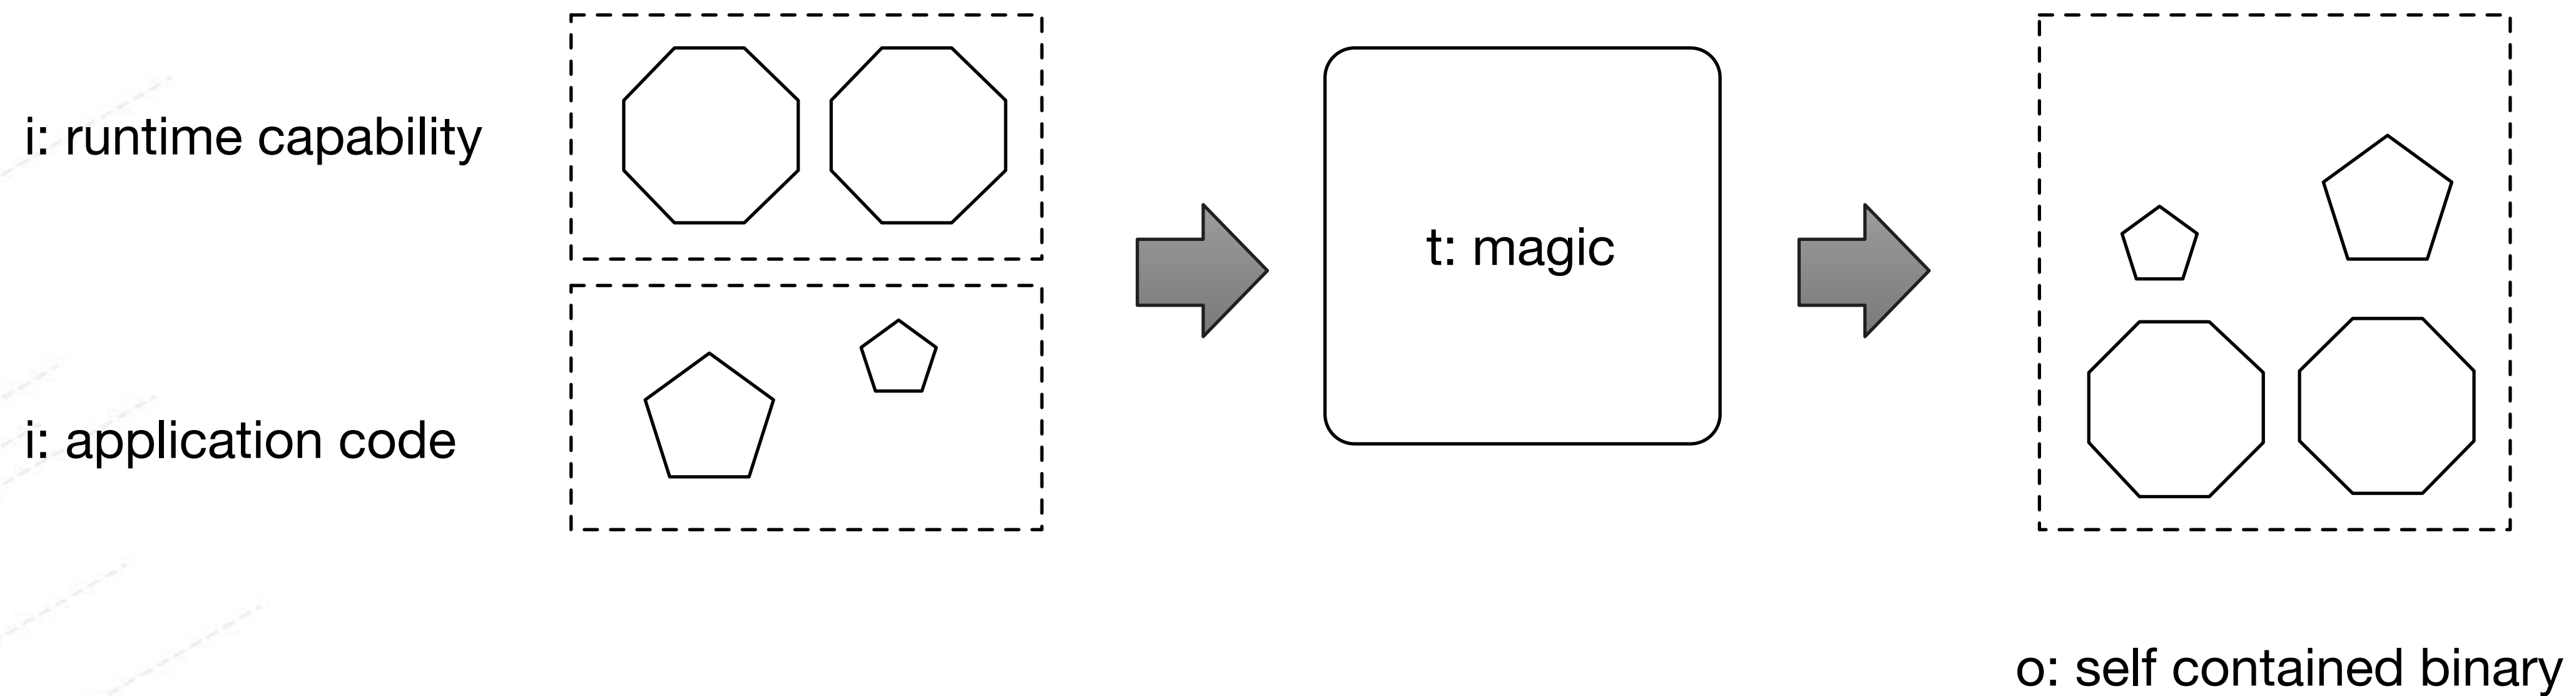 i: runtime capability
t: magic
i: application code
o: self contained binary